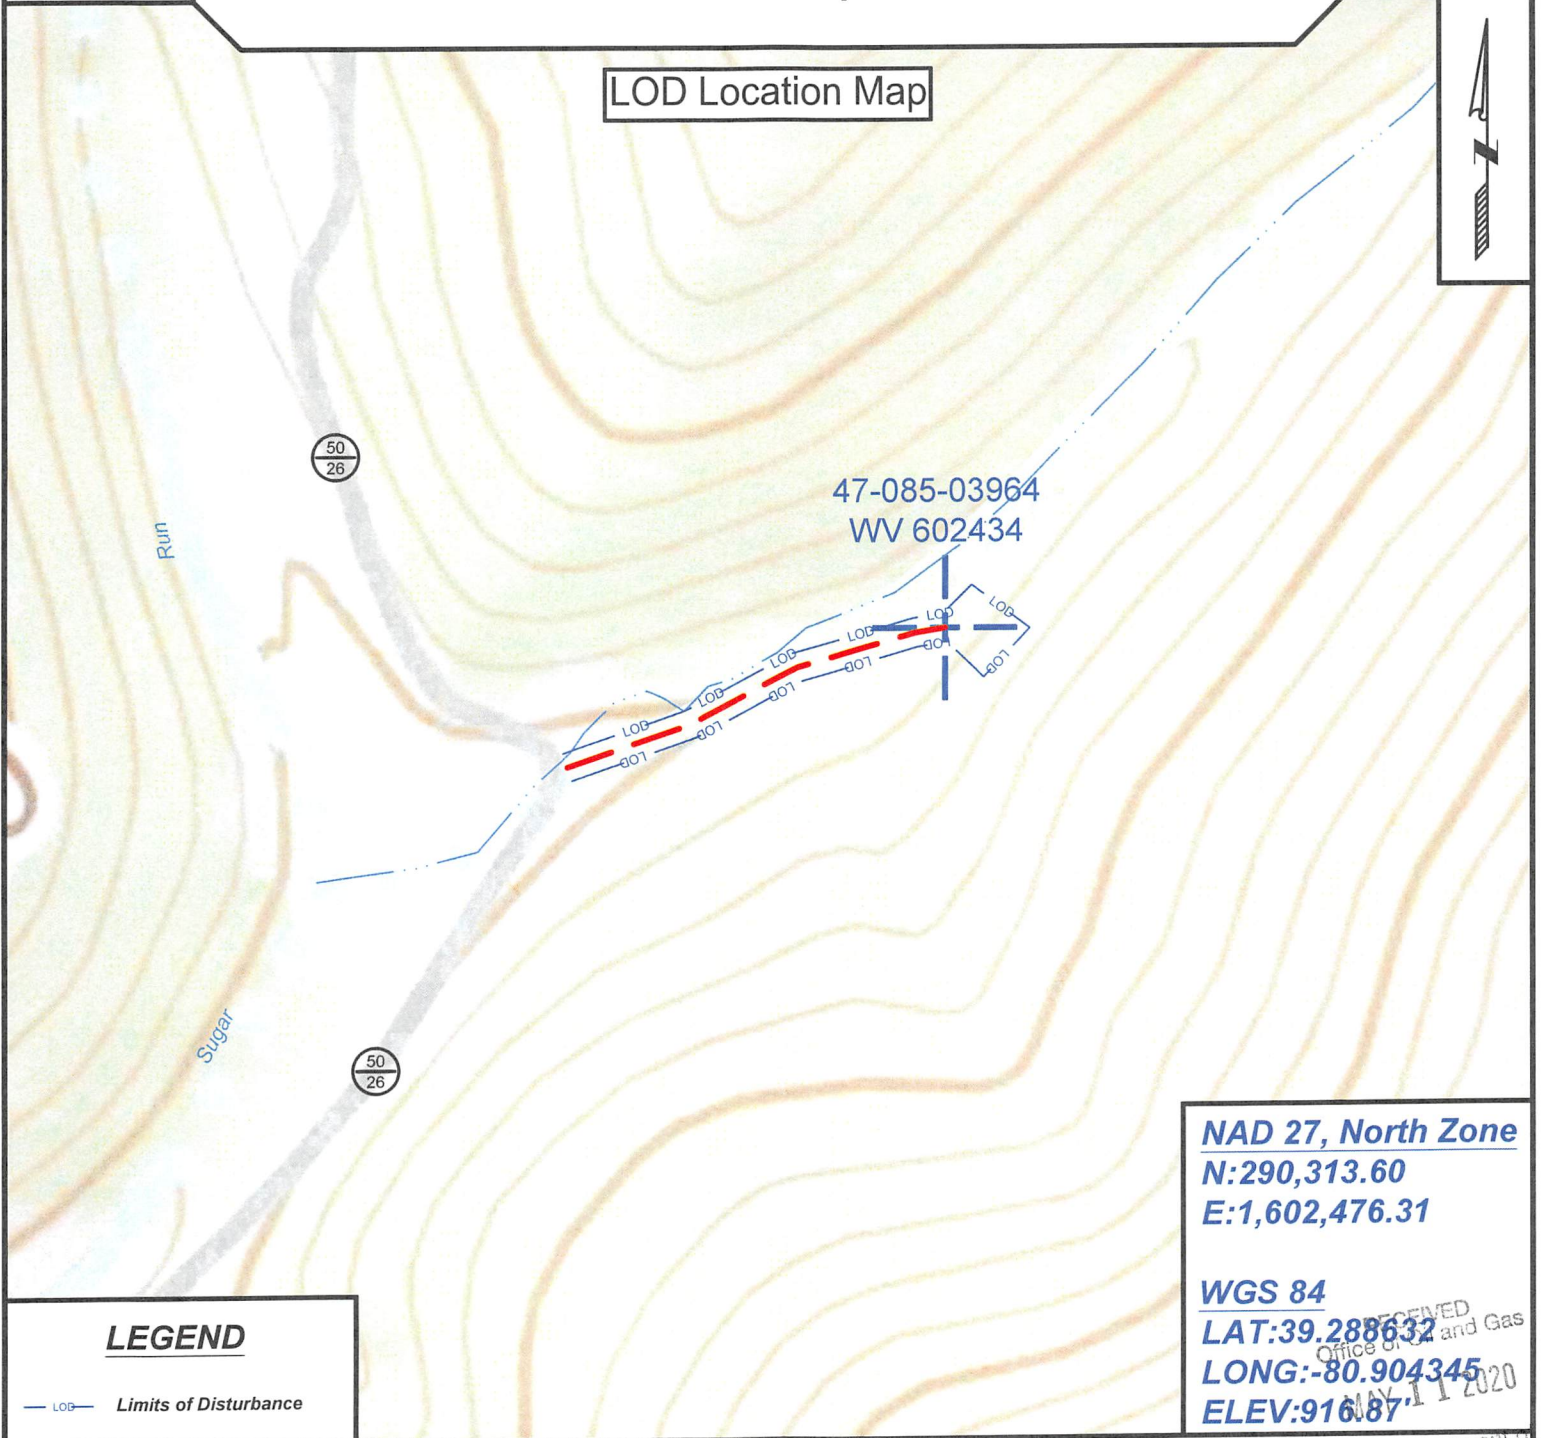 LOD Location Map
N
50
26
Run
47-085-03964
WV 602434
LOD
LOD
LOD
LOD
LOD
LOD
LOD
LOD
LOD
LOD
LOD
LOD
Sugar
50
26
NAD 27, North Zone
N:290,313.60
E:1,602,476.31
WGS 84
LAT:39.288632
LONG:-80.904345
ELEV:916.87'
RECEIVED
Office of Oil and Gas
MAY 11 2020
LEGEND
LOD Limits of Disturbance